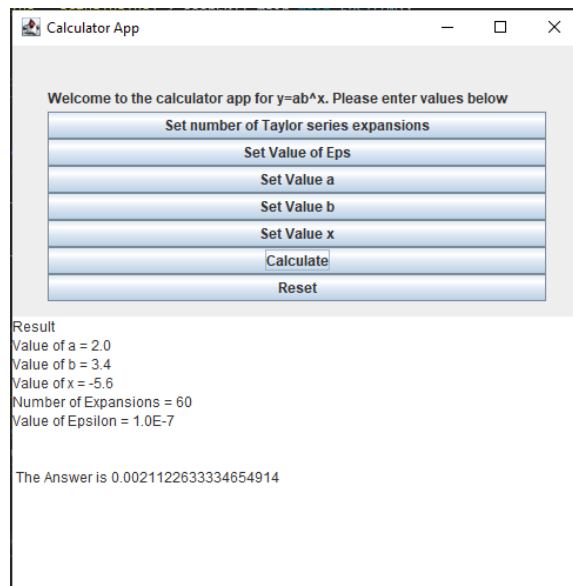 Calculator App
Welcome to the calculator app for y=ab^x. Please enter values below
Set number of Taylor series expansions
Set Value of Eps
Set Value a
Set Value b
Set Value x
Calculate
Reset
Result
Value of a = 2.0
Value of b = 3.4
Value of x = -5.6
Number of Expansions = 60
Value of Epsilon = 1.0E-7
The Answer is 0.0021122633334654914